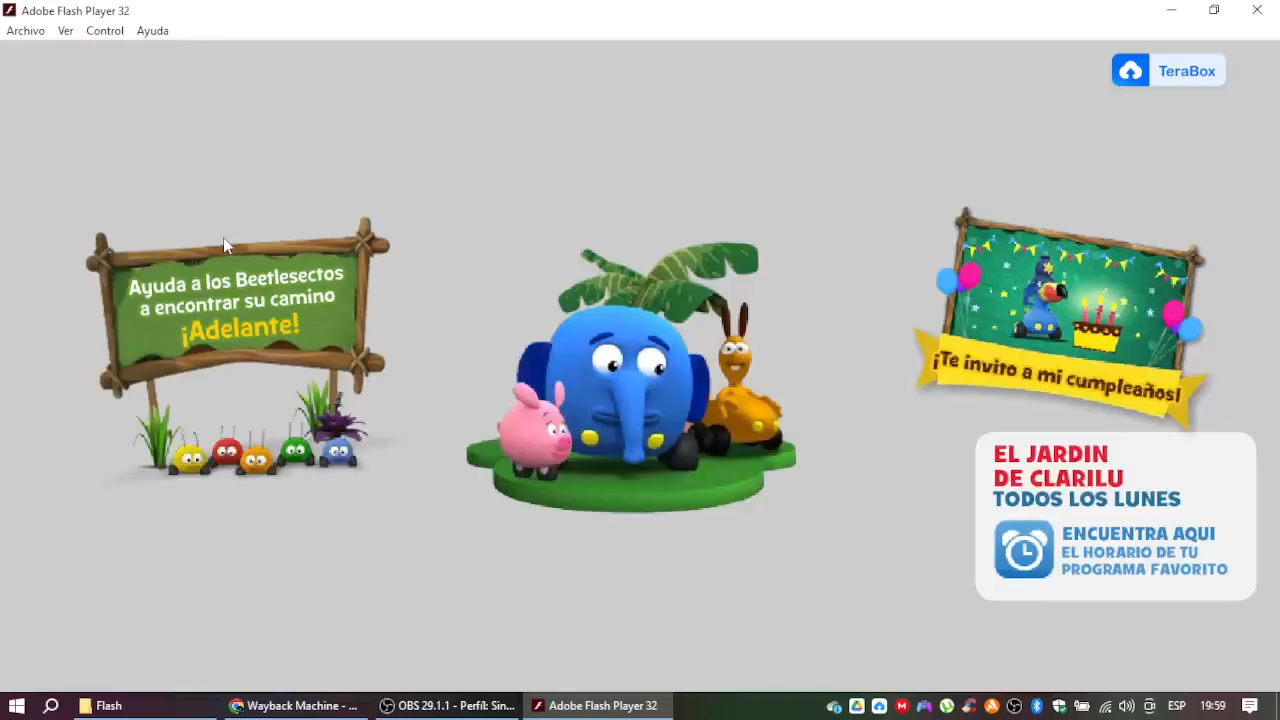 Adobe Flash Player 32
Archivo Ver Control Ayuda
TeraBox
Ayuda a los Beetlesectos
a encontrar su camino
¡Adelante!
¡Te invito a mi cumpleaños!
EL JARDIN
DE CLARILU
TODOS LOS LUNES
ENCUENTRA AQUI
EL HORARIO DE TU
PROGRAMA FAVORITO
Flash
Wayback Machine - ...
OBS 29.1.1 - Perfil: Sin...
Adobe Flash Player 32
ESP
19:59